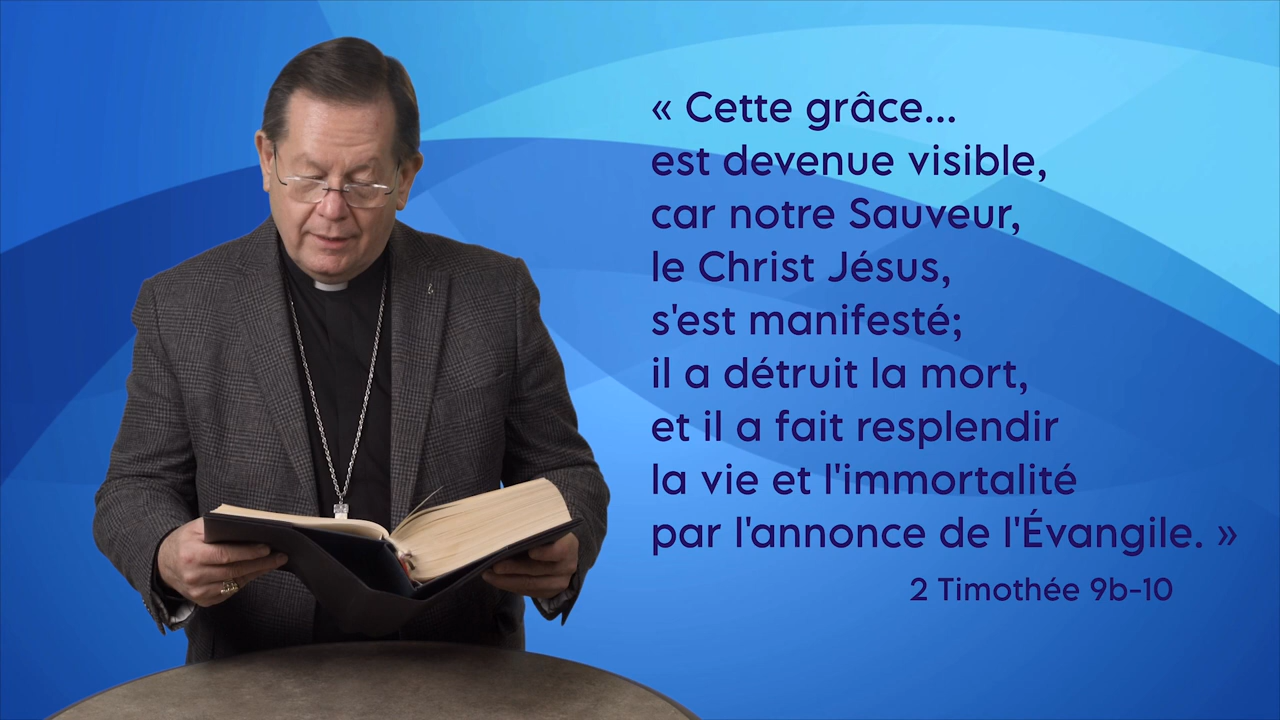 « Cette grâce...
est devenue visible,
car notre Sauveur,
le Christ Jésus,
s'est manifesté;
il a détruit la mort,
et il a fait resplendir
la vie et l'immortalité
par l'annonce de l'Évangile. »
2 Timothée 9b-10